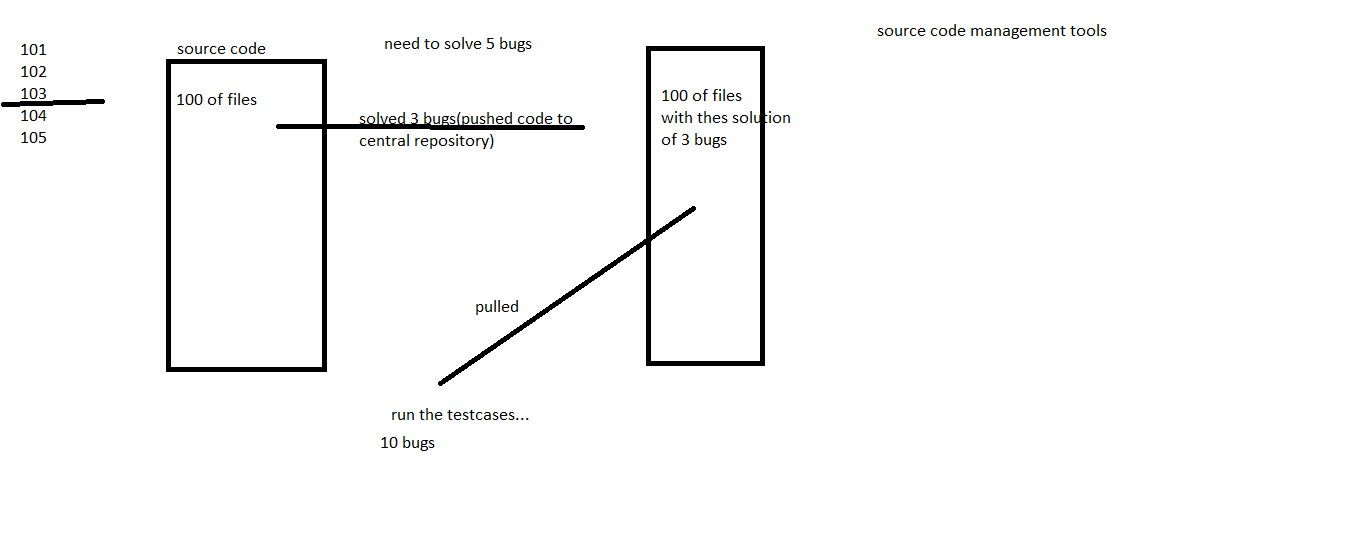 101
102
103
104
105
source code
100 of files
need to solve 5 bugs
solved 3 bugs(pushed code to
central repository)
100 of files
with thes solution
of 3 bugs
source code management tools
pulled
run the testcases...
10 bugs